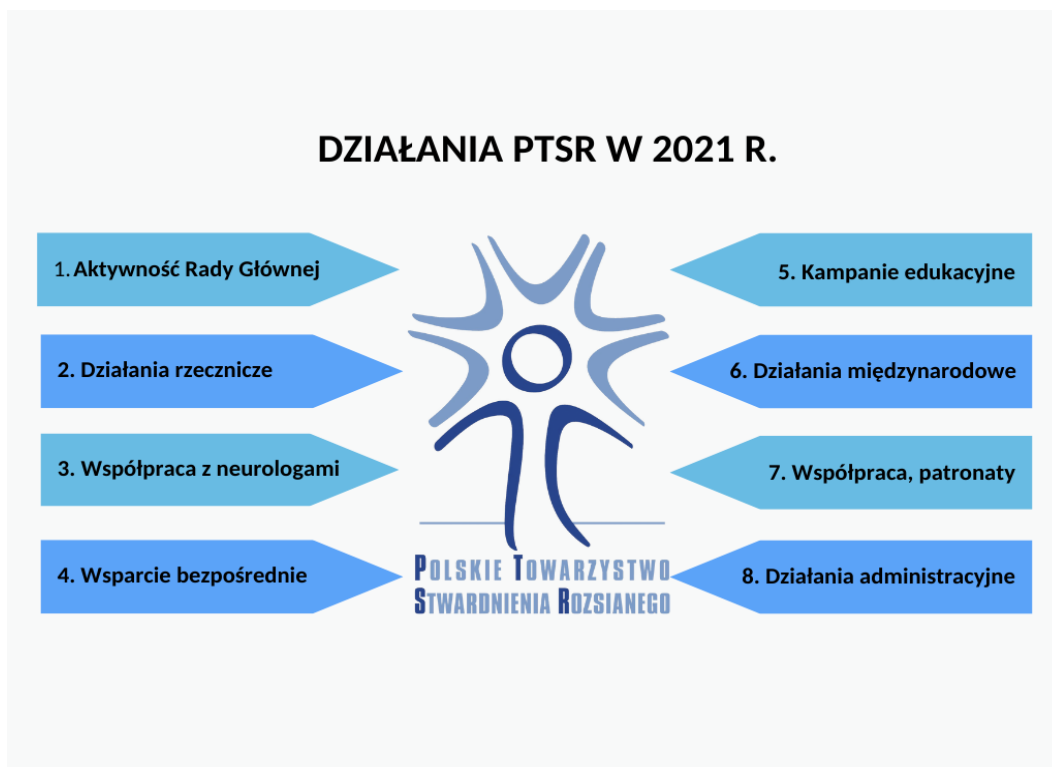 DZIAŁANIA PTSR W 2021 R.
1. Aktywność Rady Głównej
2. Działania rzecznicze
3. Współpraca z neurologami
4. Wsparcie bezpośrednie
5. Kampanie edukacyjne
6. Działania międzynarodowe
7. Współpraca, patronaty
8. Działania administracyjne
POLSKIE TOWARZYSTWO
STWARDNIENIA ROZSIANEGO